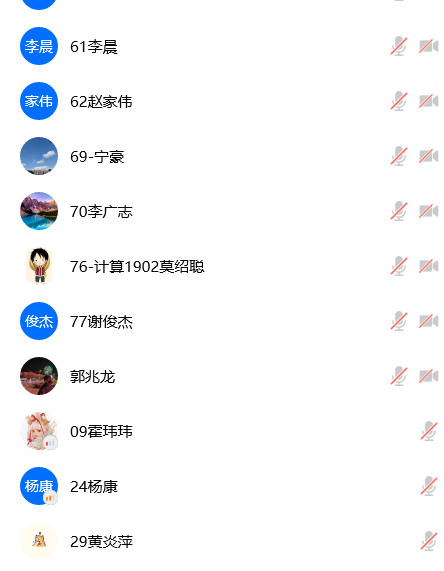 李晨 61李晨
家伟 62赵家伟
69-宁豪
70李广志
76-计算1902莫绍聪
俊杰 77谢俊杰
郭兆龙
09霍玮玮
杨康 24杨康
29黄炎萍